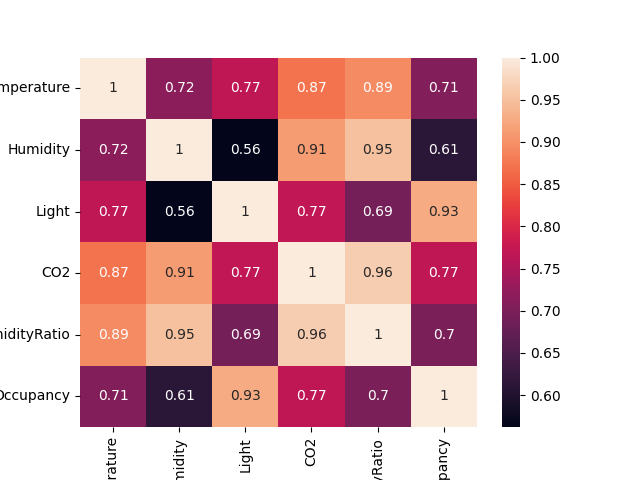 mperature 1 0.72 0.77 0.87 0.89 0.71
Humidity 0.72 1 0.56 0.91 0.95 0.61
Light 0.77 0.56 1 0.77 0.69 0.93
CO2 0.87 0.91 0.77 1 0.96 0.77
midityRatio 0.89 0.95 0.69 0.96 1 0.7
Occupancy 0.71 0.61 0.93 0.77 0.7 1
rature midity Light CO2 yRatio pancy
1.00
0.95
0.90
0.85
0.80
0.75
0.70
0.65
0.60